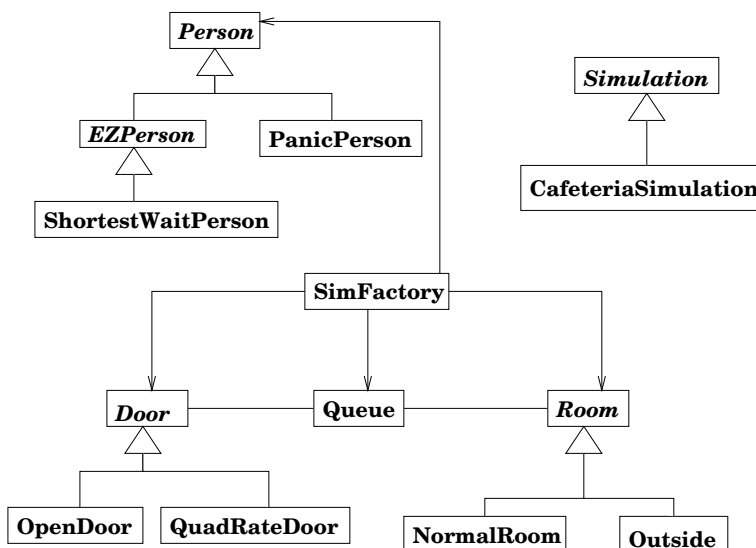 Person
Simulation
EZPerson
PanicPerson
CafeteriaSimulation
ShortestWaitPerson
SimFactory
Door
Queue
Room
OpenDoor
QuadRateDoor
NormalRoom
Outside